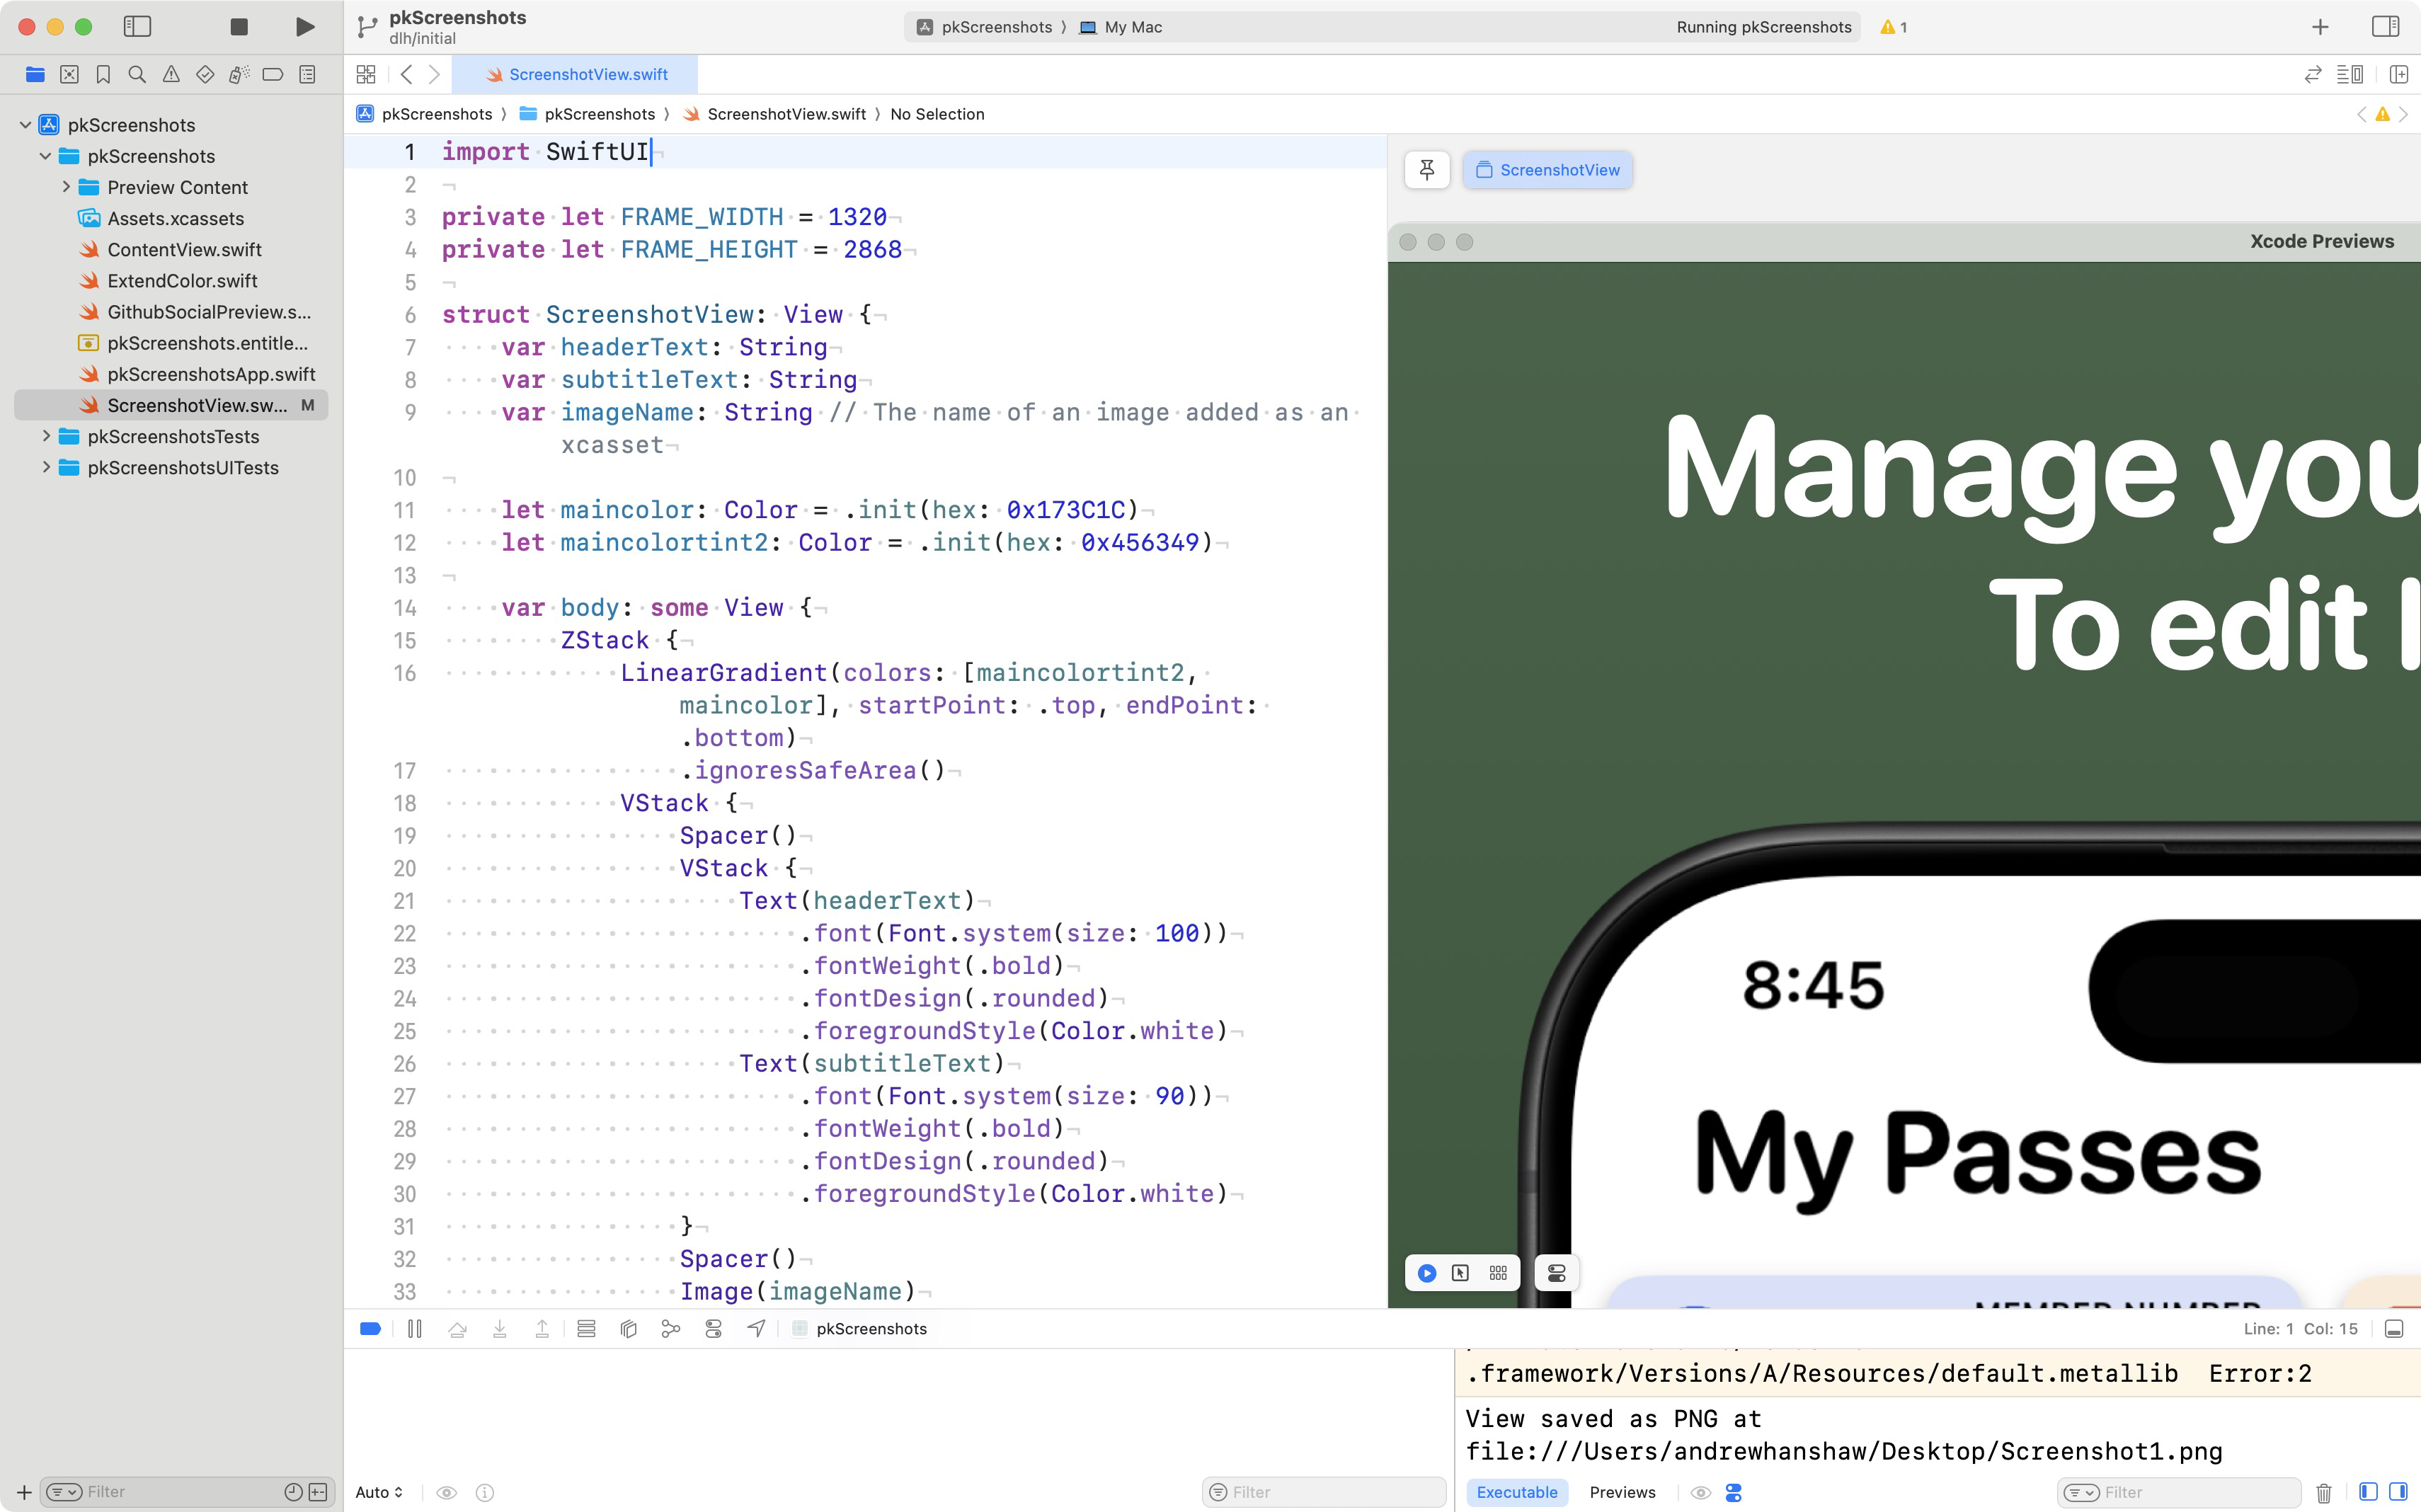 pkScreenshots
dlh/initial
pkScreenshots 〉 My Mac
Running pkScreenshots
1
ScreenshotView.swift
pkScreenshots 〉 pkScreenshots 〉 ScreenshotView.swift 〉 No Selection
pkScreenshots
pkScreenshots
Preview Content
Assets.xcassets
ContentView.swift
ExtendColor.swift
GithubSocialPreview.s...
pkScreenshots.entitle...
pkScreenshotsApp.swift
ScreenshotView.sw... M
pkScreenshotsTests
pkScreenshotsUITests
Filter
1 import SwiftUI
2
3 private let FRAME_WIDTH = 1320
4 private let FRAME_HEIGHT = 2868
5
6 struct ScreenshotView: View {
7 var headerText: String
8 var subtitleText: String
9 var imageName: String // The name of an image added as an
xcasset
10
11 let maincolor: Color = .init(hex: 0x173C1C)
12 let maincolortint2: Color = .init(hex: 0x456349)
13
14 var body: some View {
15 ZStack {
16 LinearGradient(colors: [maincolortint2,
maincolor], startPoint: .top, endPoint:
.bottom)
17 .ignoresSafeArea()
18 VStack {
19 Spacer()
20 VStack {
21 Text(headerText)
22 .font(Font.system(size: 100))
23 .fontWeight(.bold)
24 .fontDesign(.rounded)
25 .foregroundStyle(Color.white)
26 Text(subtitleText)
27 .font(Font.system(size: 90))
28 .fontWeight(.bold)
29 .fontDesign(.rounded)
30 .foregroundStyle(Color.white)
31 }
32 Spacer()
33 Image(imageName)
ScreenshotView
Xcode Previews
Manage you
To edit
8:45
My Passes
MEMBER NUMBER
pkScreenshots
Line: 1 Col: 15
.framework/Versions/A/Resources/default.metallib Error:2
View saved as PNG at
file:///Users/andrewhanshaw/Desktop/Screenshot1.png
Auto
Filter
Executable
Previews
Filter